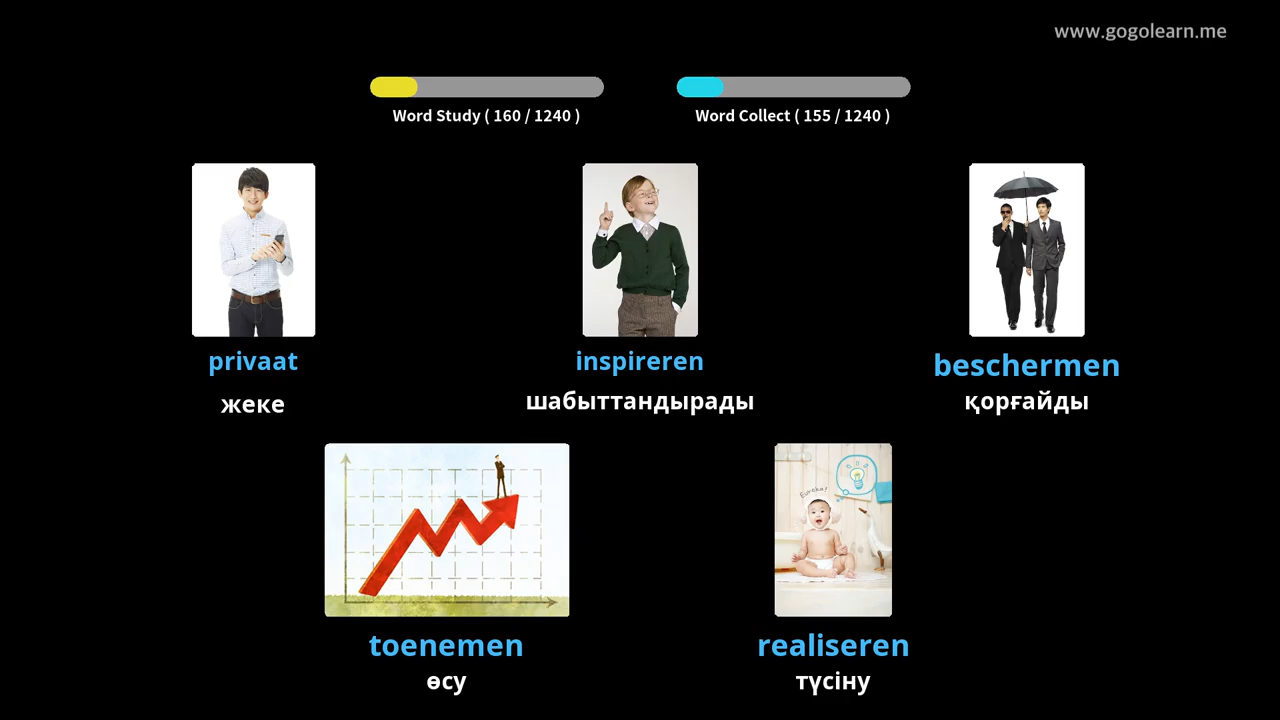 www.gogolearn.me
Word Study ( 160 / 1240 )
Word Collect ( 155 / 1240 )
privaat
жеке
inspireren
шабыттандырады
beschermen
қорғайды
Eureka!
toenemen
өсу
realiseren
түсіну